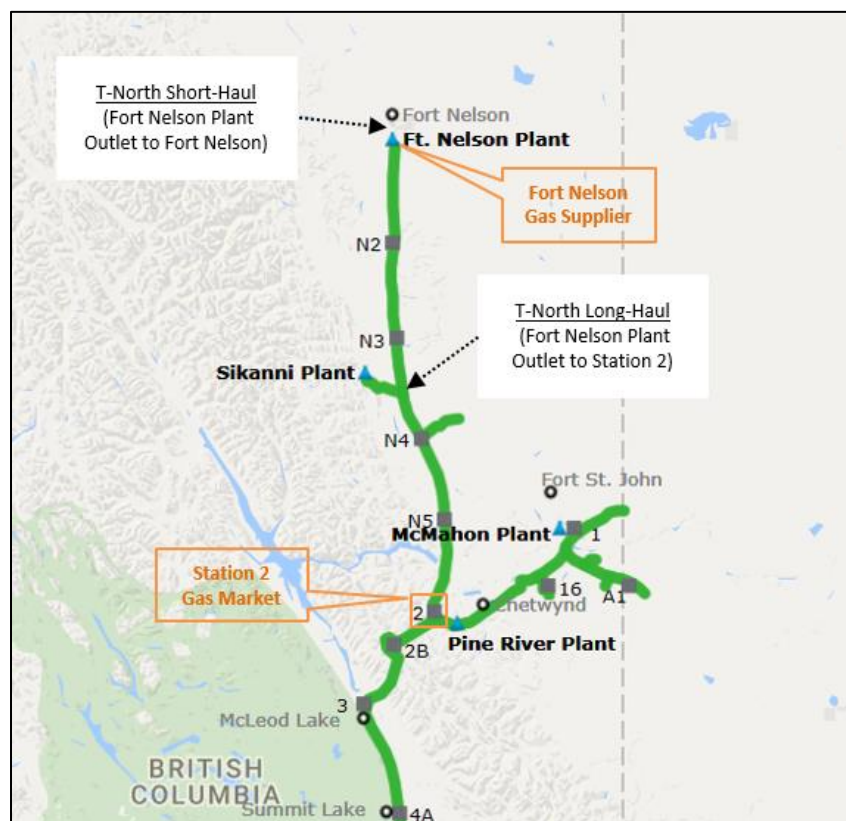 T-North Short-Haul
(Fort Nelson Plant
Outlet to Fort Nelson)
Fort Nelson
Ft. Nelson Plant
Fort Nelson
Gas Supplier
N2
T-North Long-Haul
(Fort Nelson Plant
Outlet to Station 2)
N3
Sikanni Plant
N4
Fort St. John
N5
McMahon Plant
1
Station 2
Gas Market
16
A1
2
Chetwynd
Pine River Plant
2B
3
McLeod Lake
BRITISH
COLUMBIA
Summit Lake
4A